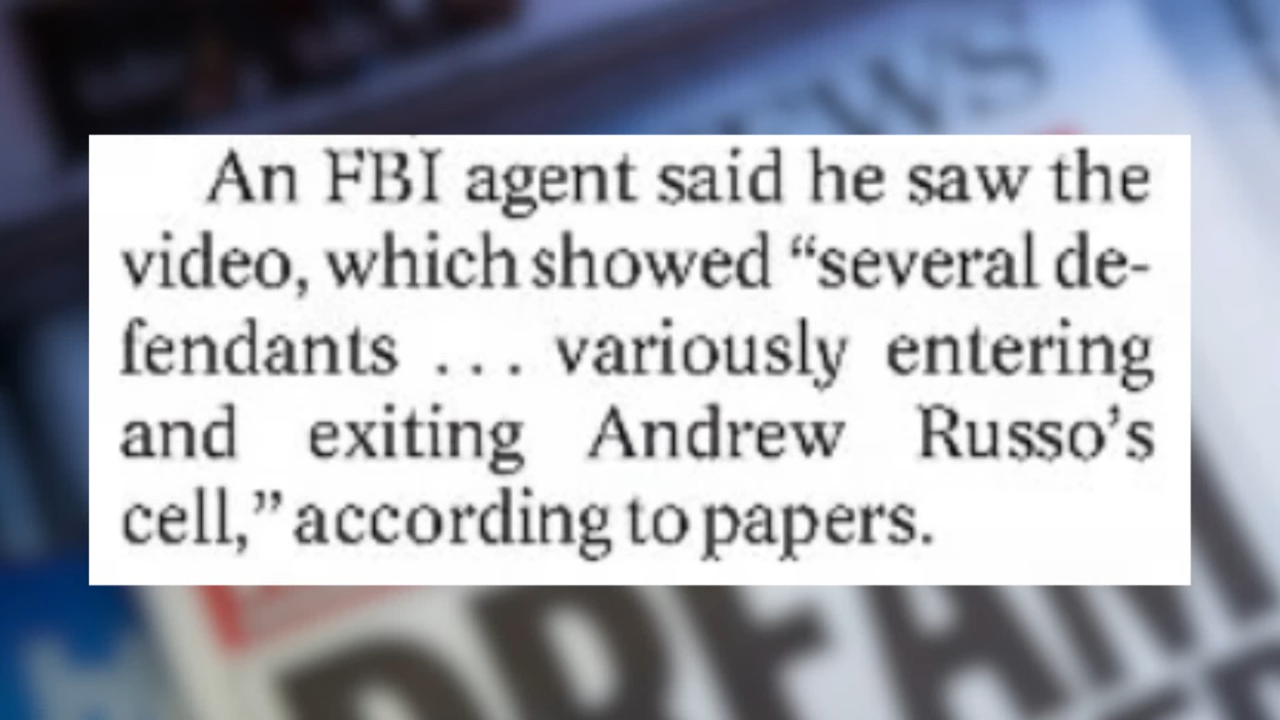 An FBI agent said he saw the
video, which showed “several de-
fendants ... variously entering
and exiting Andrew Russo’s
cell,” according to papers.